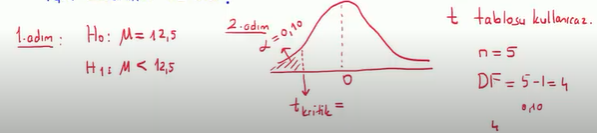 1.adım: H₀: μ = 12,5
H₁: μ < 12,5
2.adım
α=0,10
0
t kritik =
t tablosu kullanıcaz.
n = 5
DF = 5-1 = 4
0,10
4